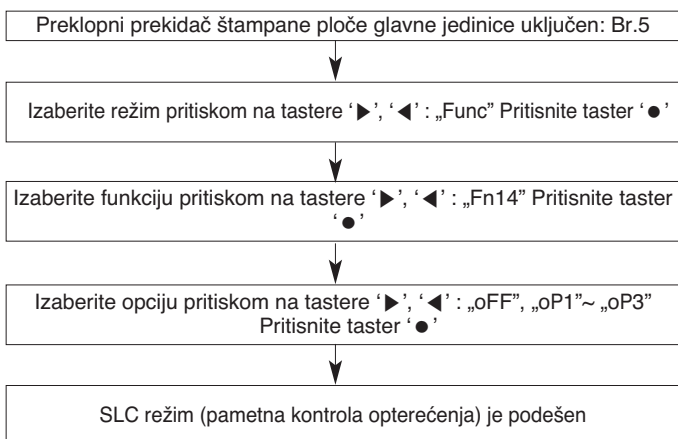 Preklopni prekidač štampane ploče glavne jedinice uključen: Br.5
Izaberite režim pritiskom na tastere ‘▶’, ‘◀’ : „Func” Pritisnite taster ‘●’
Izaberite funkciju pritiskom na tastere ‘▶’, ‘◀’ : „Fn14” Pritisnite taster
‘●’
Izaberite opciju pritiskom na tastere ‘▶’, ‘◀’ : „oFF”, „oP1”~ „oP3”
Pritisnite taster ‘●’
SLC režim (pametna kontrola opterećenja) je podešen